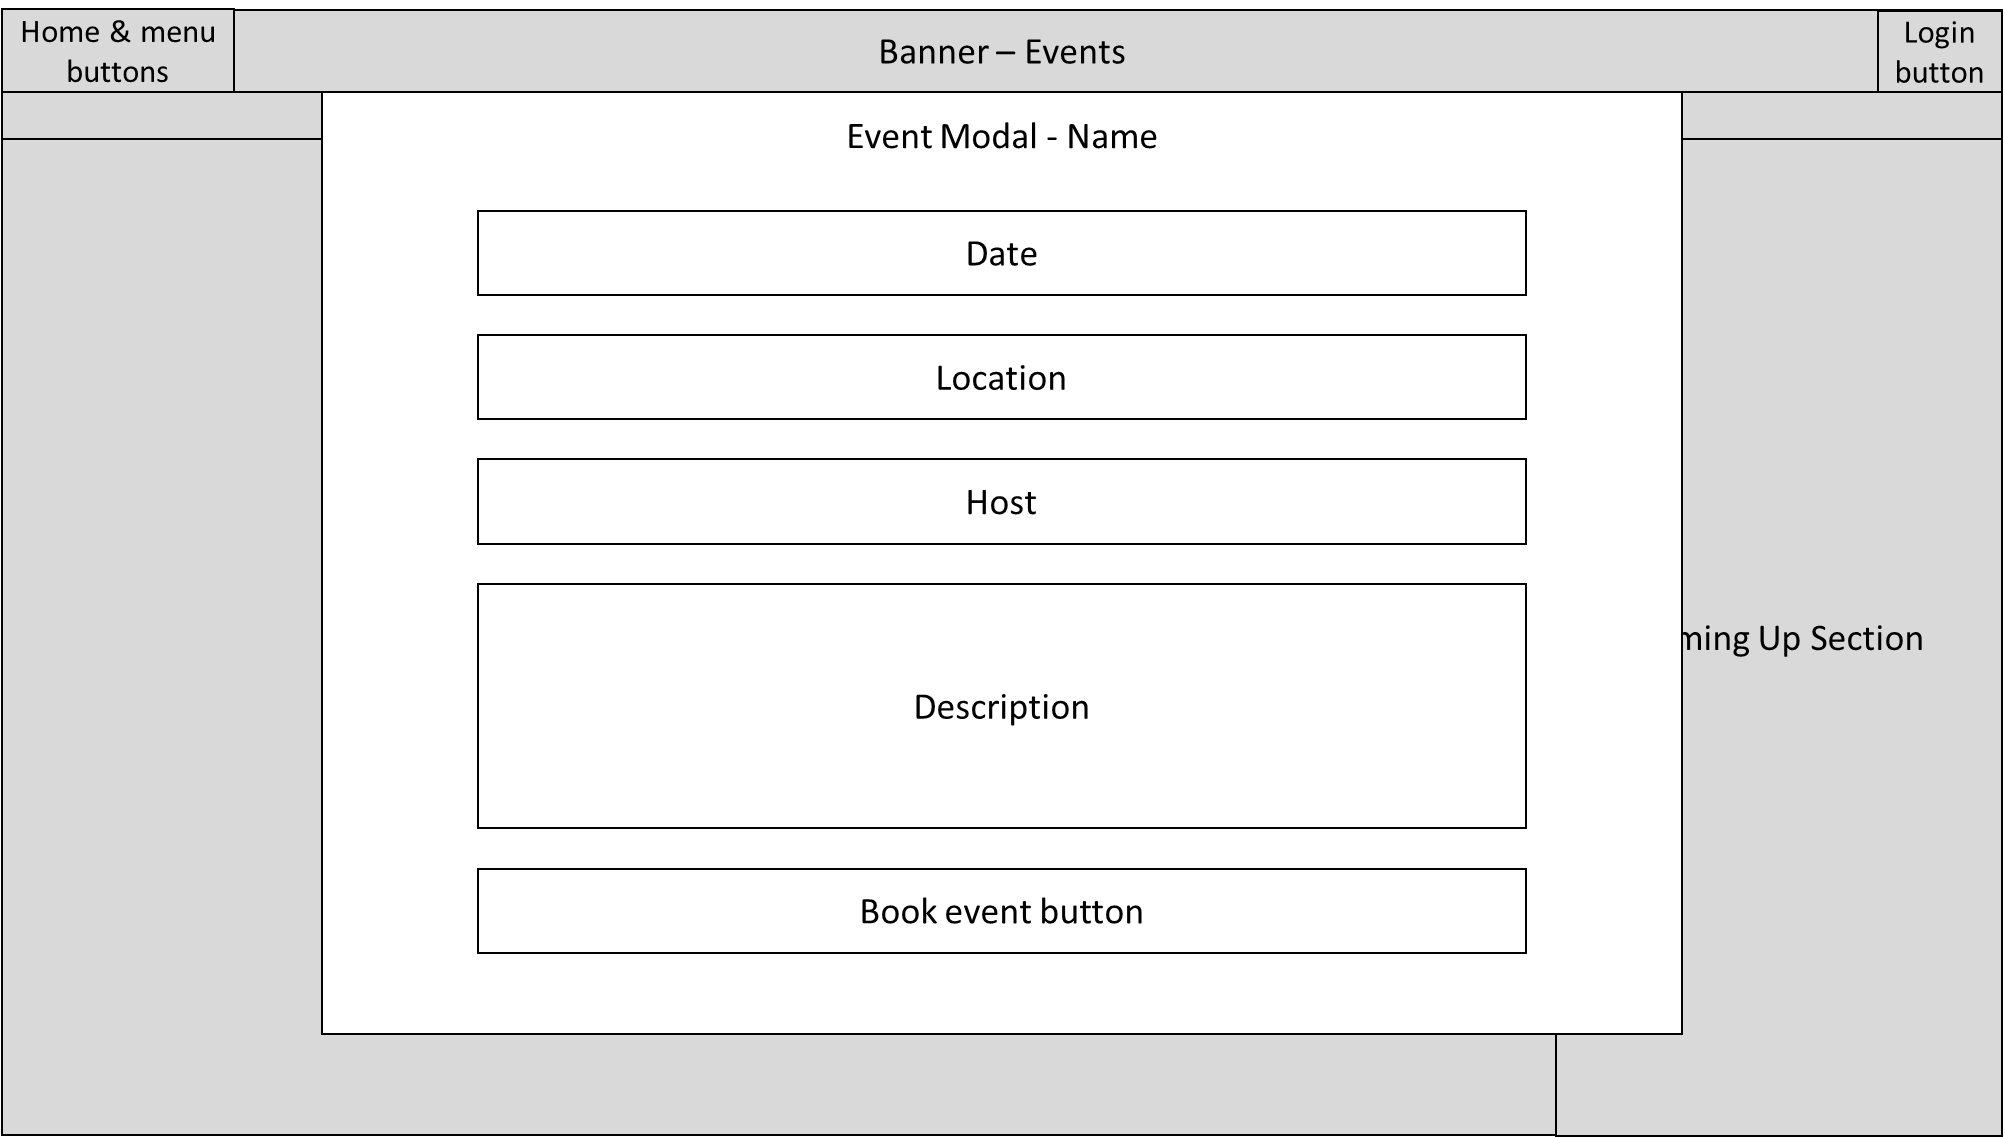 Home & menu
buttons
Banner – Events
Login
button
Event Modal - Name
Date
Location
Host
Description
ming Up Section
Book event button